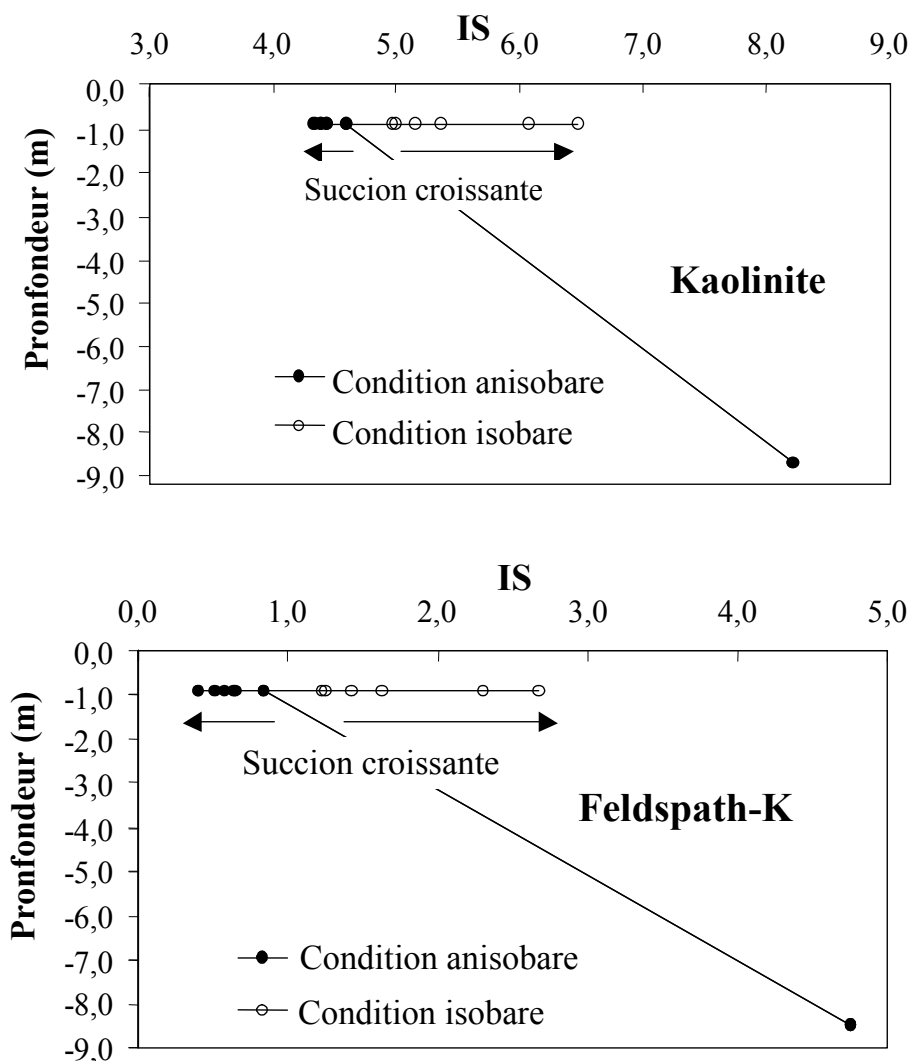 IS
3,0 4,0 5,0 6,0 7,0 8,0 9,0
0,0
-1,0
-2,0
-3,0
-4,0
-5,0
-6,0
-7,0
-8,0
-9,0
Pronfondeur (m)
Succion croissante
Kaolinite
Condition anisobare
Condition isobare
IS
0,0 1,0 2,0 3,0 4,0 5,0
0,0
-1,0
-2,0
-3,0
-4,0
-5,0
-6,0
-7,0
-8,0
-9,0
Pronfondeur (m)
Succion croissante
Feldspath-K
Condition anisobare
Condition isobare